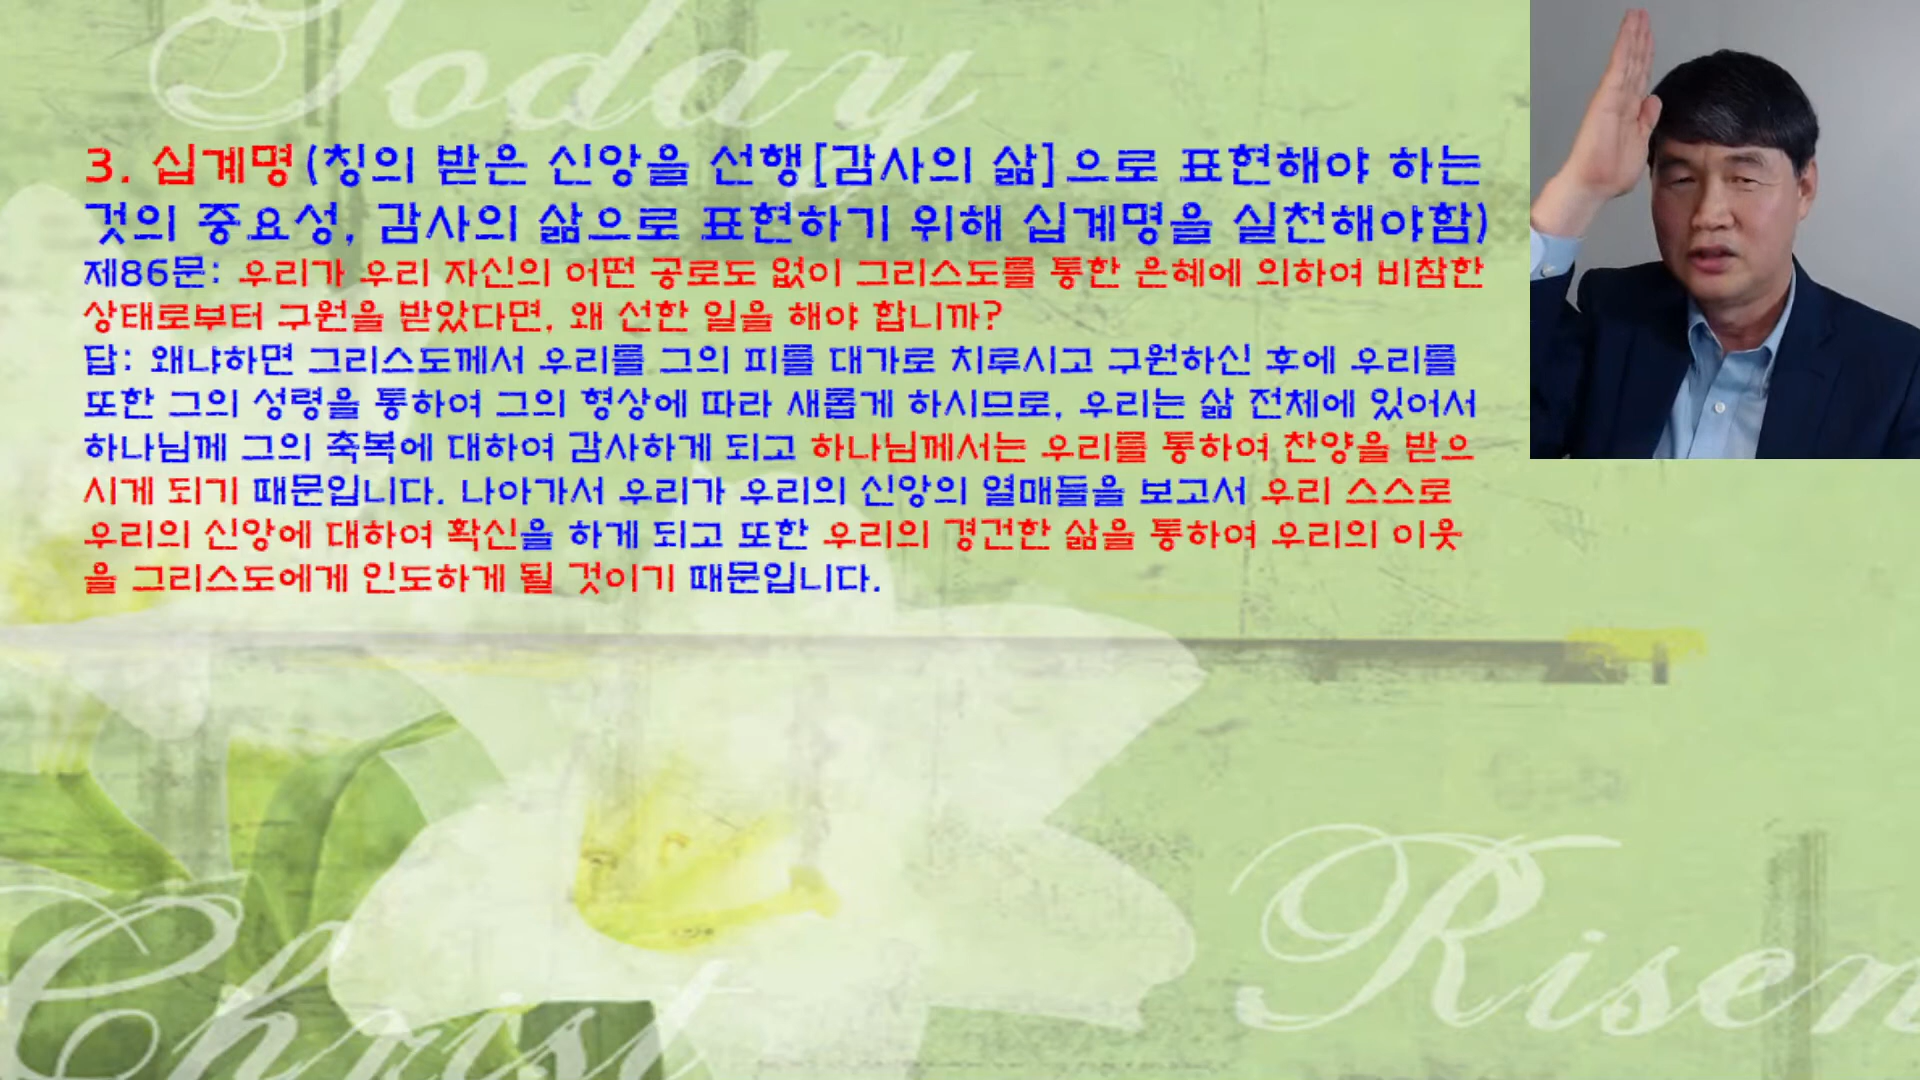 Today
3. 십계명(칭의 받은 신앙을 선행[감사의 삶]으로 표현해야 하는
것의 중요성, 감사의 삶으로 표현하기 위해 십계명을 실천해야함)
제86문: 우리가 우리 자신의 어떤 공로도 없이 그리스도를 통한 은혜에 의하여 비참한
상태로부터 구원을 받았다면, 왜 선한 일을 해야 합니까?
답: 왜냐하면 그리스도께서 우리를 그의 피를 대가로 치루시고 구원하신 후에 우리를
또한 그의 성령을 통하여 그의 형상에 따라 새롭게 하시므로, 우리는 삶 전체에 있어서
하나님께 그의 축복에 대하여 감사하게 되고 하나님께서는 우리를 통하여 찬양을 받으
시게 되기 때문입니다. 나아가서 우리가 우리의 신앙의 열매들을 보고서 우리 스스로
우리의 신앙에 대하여 확신을 하게 되고 또한 우리의 경건한 삶을 통하여 우리의 이웃
을 그리스도에게 인도하게 될 것이기 때문입니다.
Christ
Risen